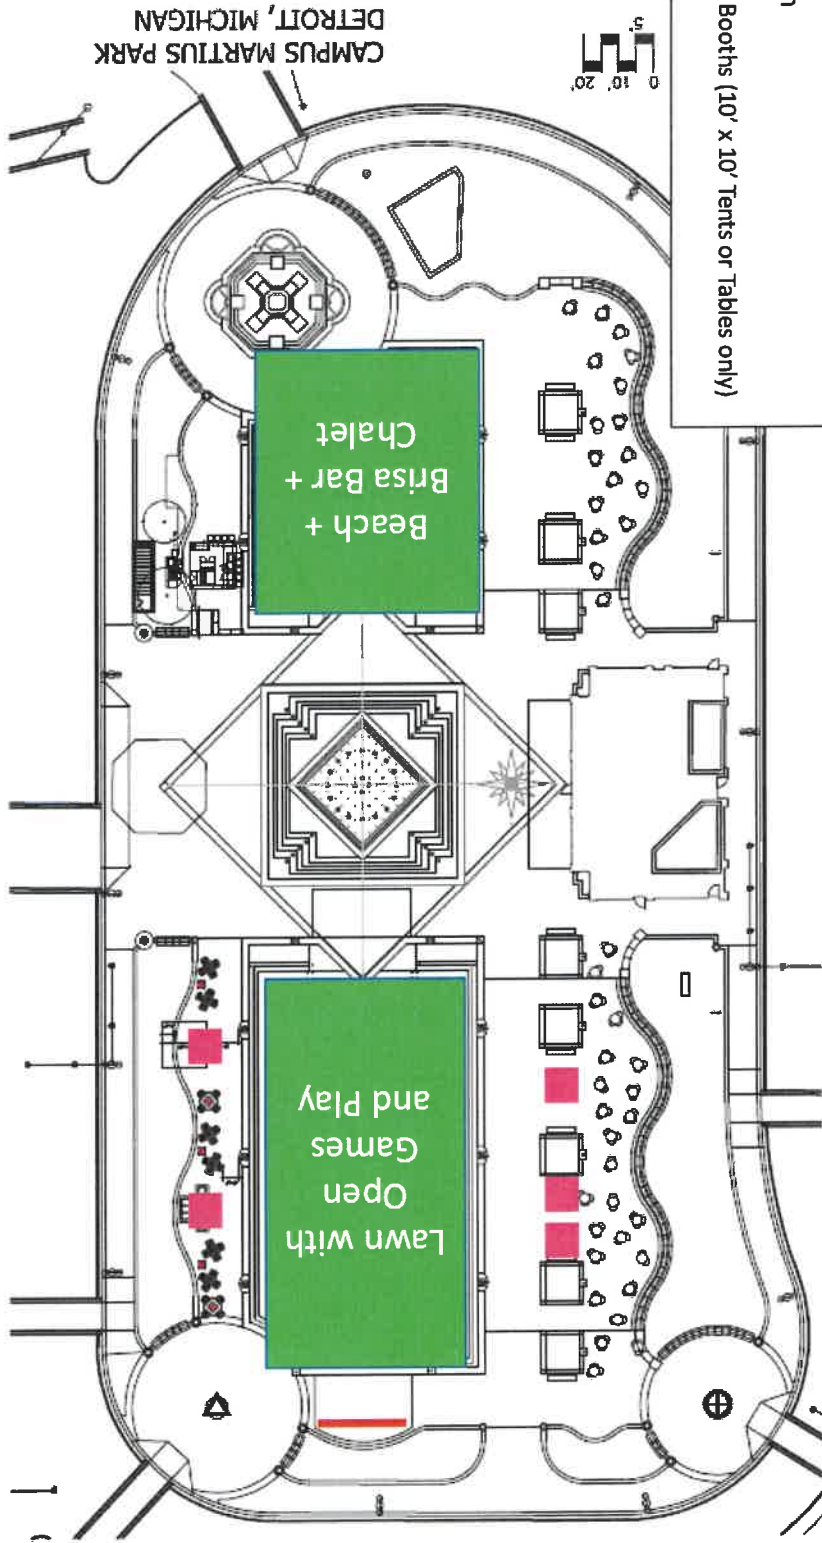 CAMPUS MARTIUS PARK
DETROIT, MICHIGAN
0 10' 20'
5'
Booths (10' x 10' Tents or Tables only)
Lawn with
Open
Games
and Play
Beach +
Brisa Bar +
Chalet